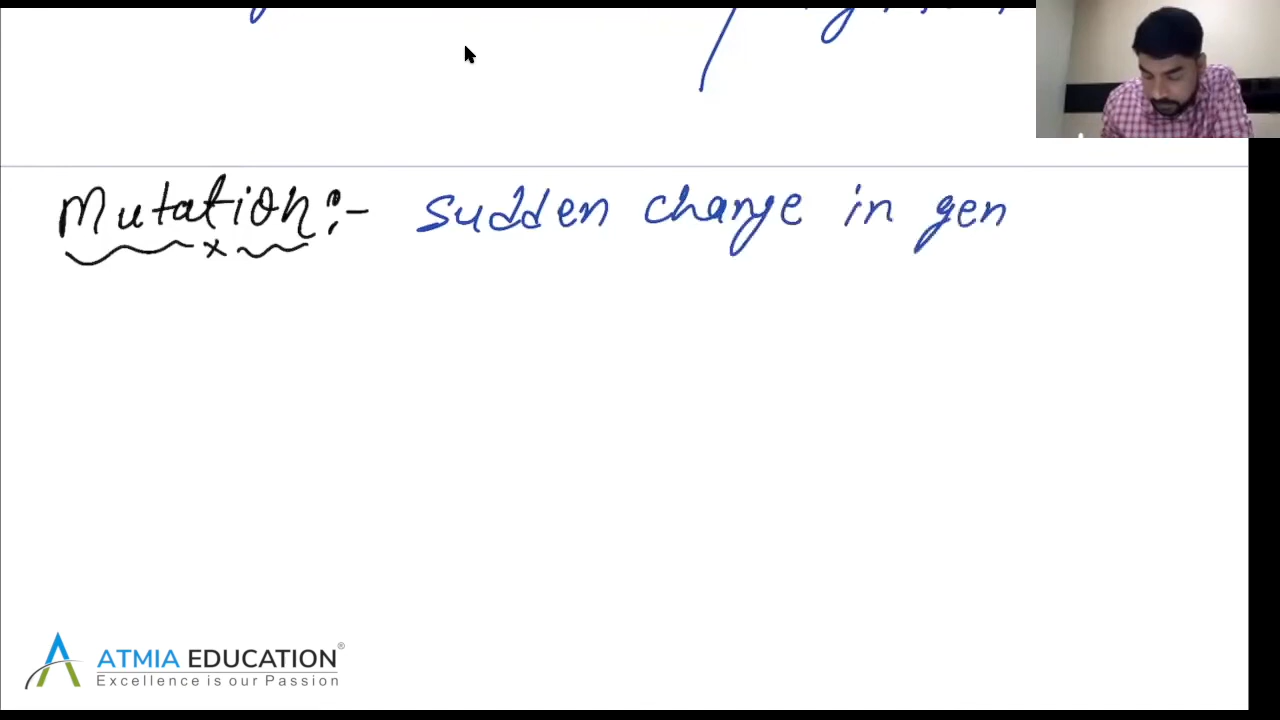 Mutation :- sudden change in gen
ATMIA EDUCATION®
Excellence is our Passion